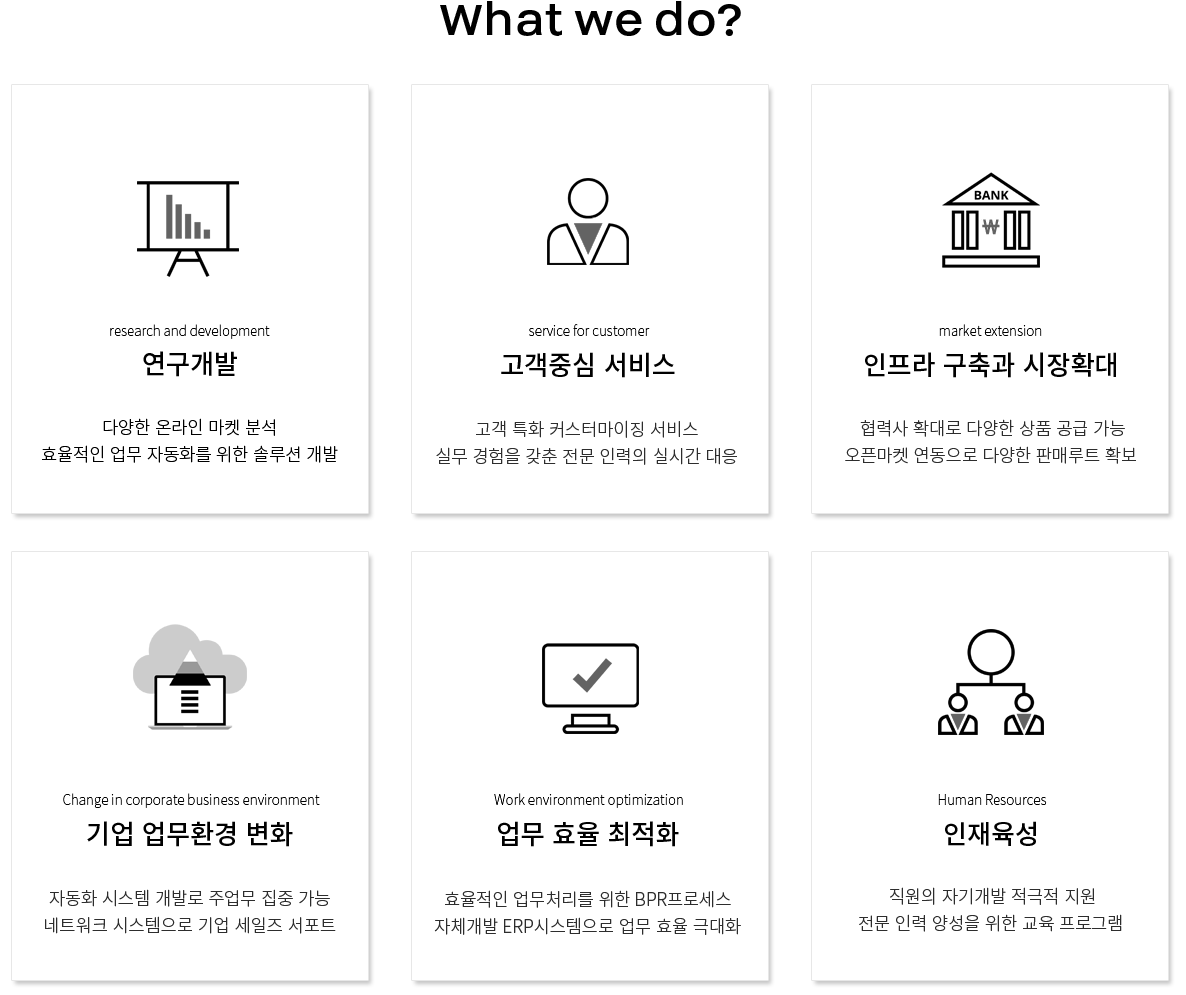 What we do?
research and development
연구개발
다양한 온라인 마켓 분석
효율적인 업무 자동화를 위한 솔루션 개발
service for customer
고객중심 서비스
고객 특화 커스터마이징 서비스
실무 경험을 갖춘 전문 인력의 실시간 대응
BANK
₩
market extension
인프라 구축과 시장확대
협력사 확대로 다양한 상품 공급 가능
오픈마켓 연동으로 다양한 판매루트 확보
Change in corporate business environment
기업 업무환경 변화
자동화 시스템 개발로 주업무 집중 가능
네트워크 시스템으로 기업 세일즈 서포트
Work environment optimization
업무 효율 최적화
효율적인 업무처리를 위한 BPR프로세스
자체개발 ERP시스템으로 업무 효율 극대화
Human Resources
인재육성
직원의 자기개발 적극적 지원
전문 인력 양성을 위한 교육 프로그램